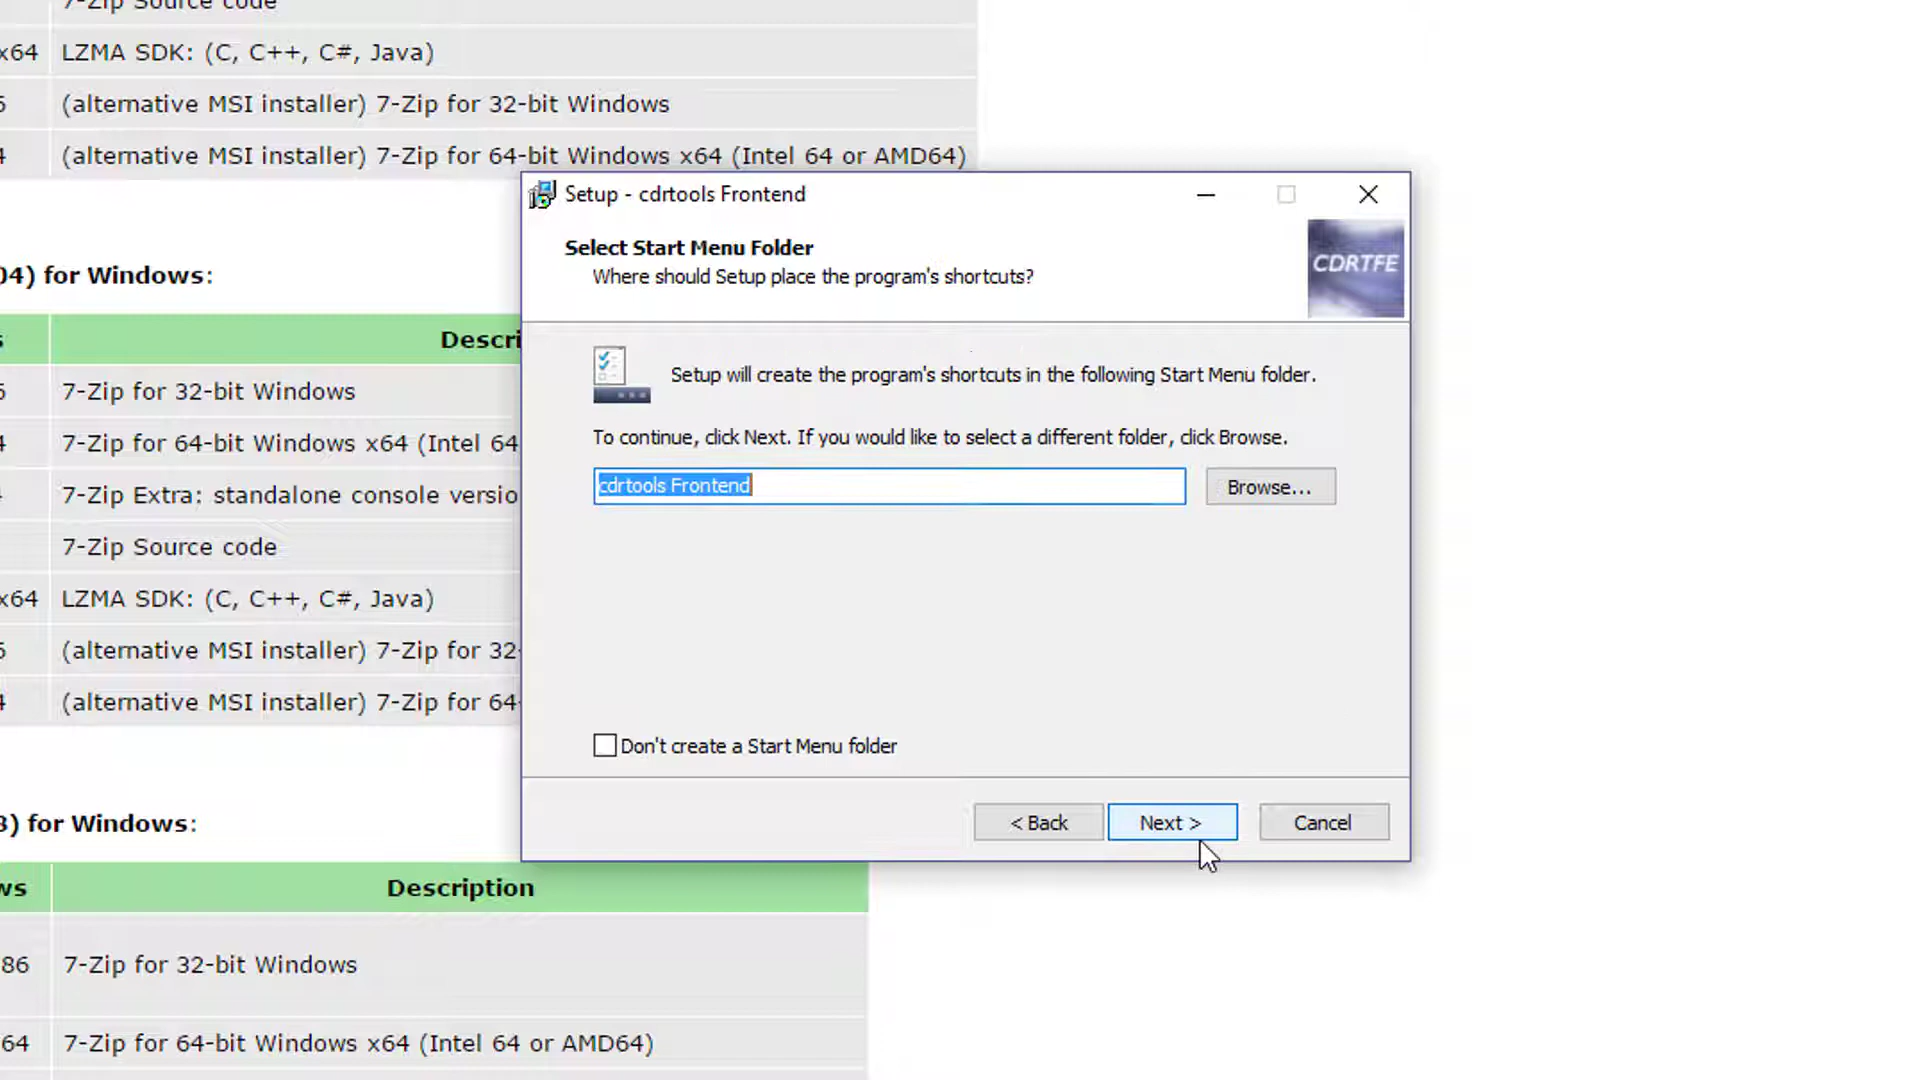 7-Zip Source code
x64 LZMA SDK: (C, C++, C#, Java)
(alternative MSI installer) 7-Zip for 32-bit Windows
4 (alternative MSI installer) 7-Zip for 64-bit Windows x64 (Intel 64 or AMD64)
Setup - cdrtools Frontend
Select Start Menu Folder
Where should Setup place the program's shortcuts?
CDRTFE
Setup will create the program's shortcuts in the following Start Menu folder.
To continue, click Next. If you would like to select a different folder, click Browse.
cdrtools Frontend
Browse...
Don't create a Start Menu folder
< Back
Next >
Cancel
04) for Windows:
Descri
7-Zip for 32-bit Windows
4 7-Zip for 64-bit Windows x64 (Intel 64
7-Zip Extra: standalone console versio
7-Zip Source code
x64 LZMA SDK: (C, C++, C#, Java)
(alternative MSI installer) 7-Zip for 32-
4 (alternative MSI installer) 7-Zip for 64-
) for Windows:
ws Description
86 7-Zip for 32-bit Windows
64 7-Zip for 64-bit Windows x64 (Intel 64 or AMD64)